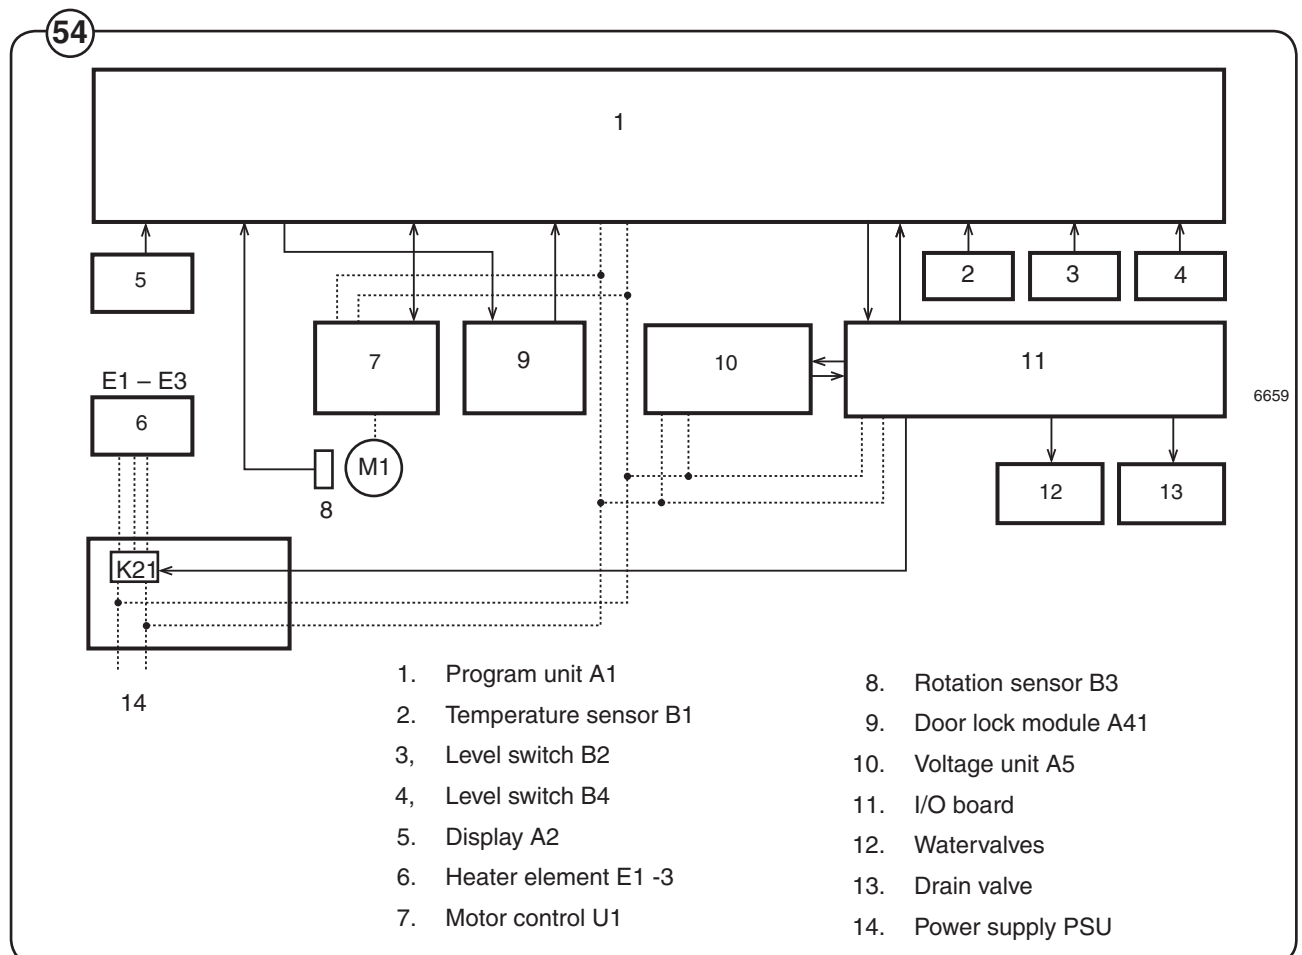 54
1
5
2
3
4
7
9
10
11
E1 – E3
6
6659
M1
8
12
13
K21
14
1. Program unit A1
2. Temperature sensor B1
3, Level switch B2
4, Level switch B4
5. Display A2
6. Heater element E1 -3
7. Motor control U1
8. Rotation sensor B3
9. Door lock module A41
10. Voltage unit A5
11. I/O board
12. Watervalves
13. Drain valve
14. Power supply PSU